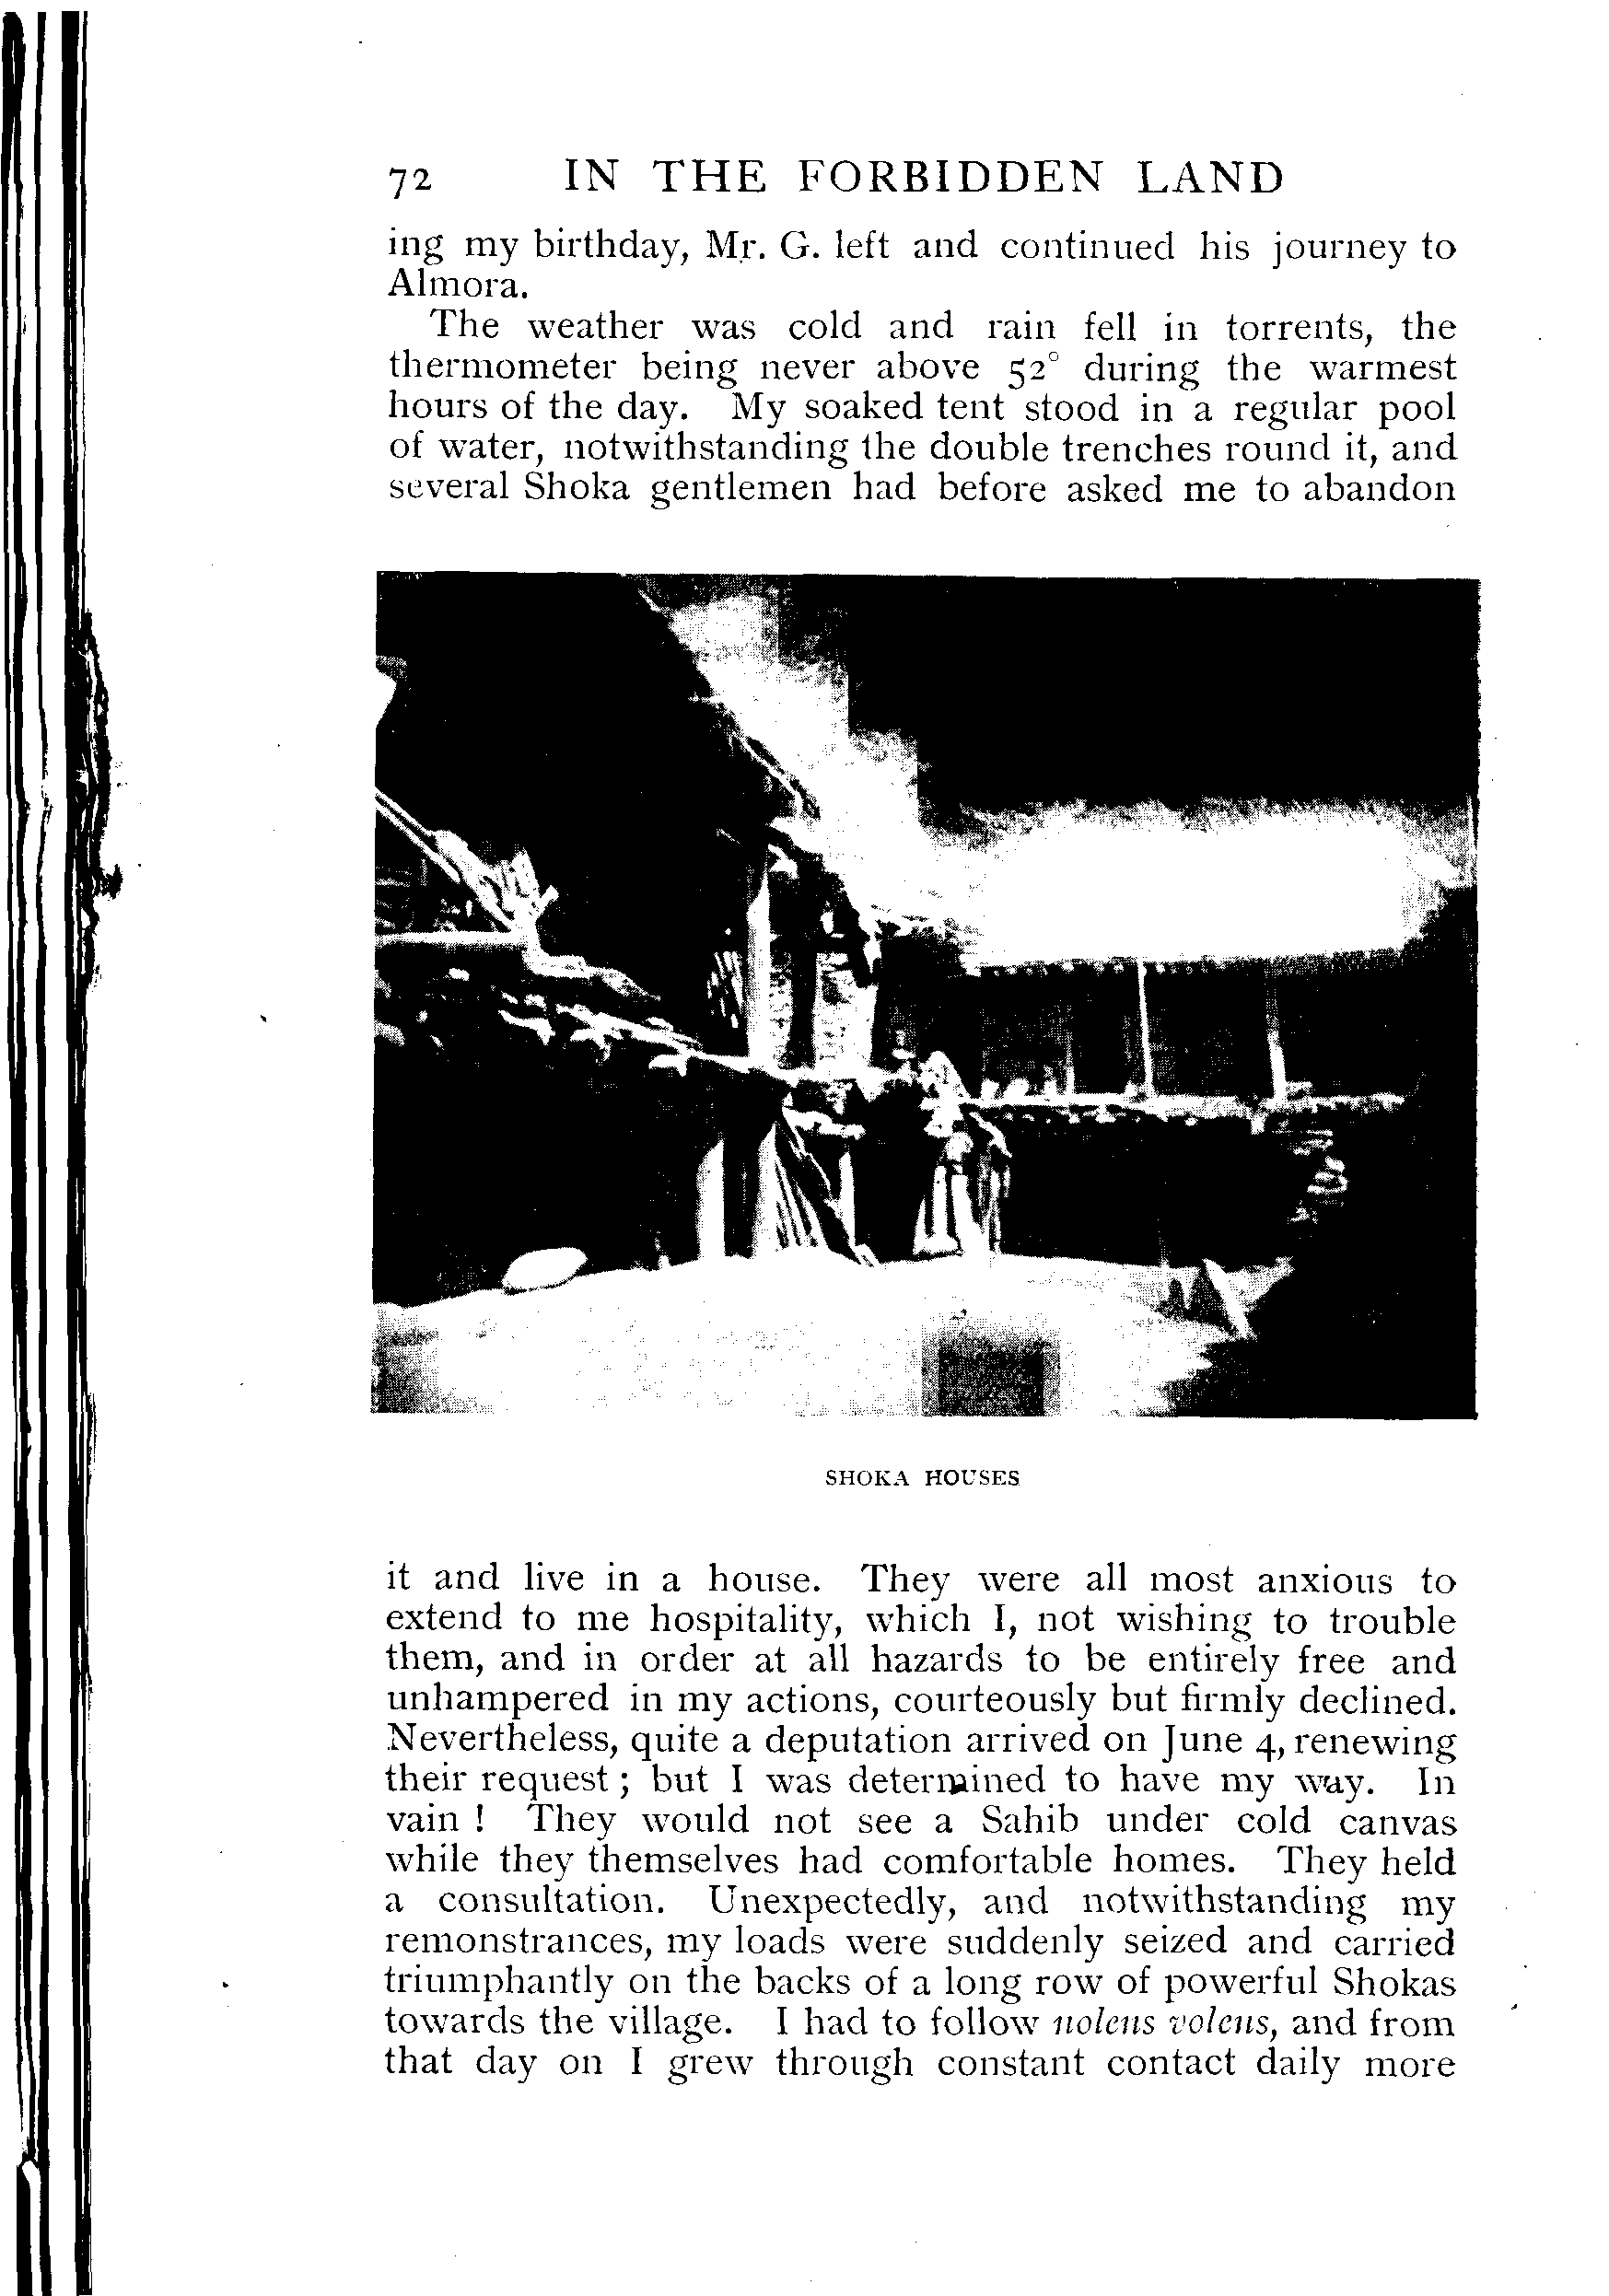 72 IN THE FORBIDDEN LAND
ing my birthday, Mr. G. left and continued his journey to
Almora.
The weather was cold and rain fell in torrents, the
thermometer being never above 52° during the warmest
hours of the day. My soaked tent stood in a regular pool
of water, notwithstanding the double trenches round it, and
several Shoka gentlemen had before asked me to abandon
SHOKA HOUSES
it and live in a house. They were all most anxious to
extend to me hospitality, which I, not wishing to trouble
them, and in order at all hazards to be entirely free and
unhampered in my actions, courteously but firmly declined.
Nevertheless, quite a deputation arrived on June 4, renewing
their request ; but I was determined to have my way. In
vain ! They would not see a Sahib under cold canvas
while they themselves had comfortable homes. They held
a consultation. Unexpectedly, and notwithstanding my
remonstrances, my loads were suddenly seized and carried
triumphantly on the backs of a long row of powerful Shokas
towards the village. I had to follow nolens volens, and from
that day on I grew through constant contact daily more